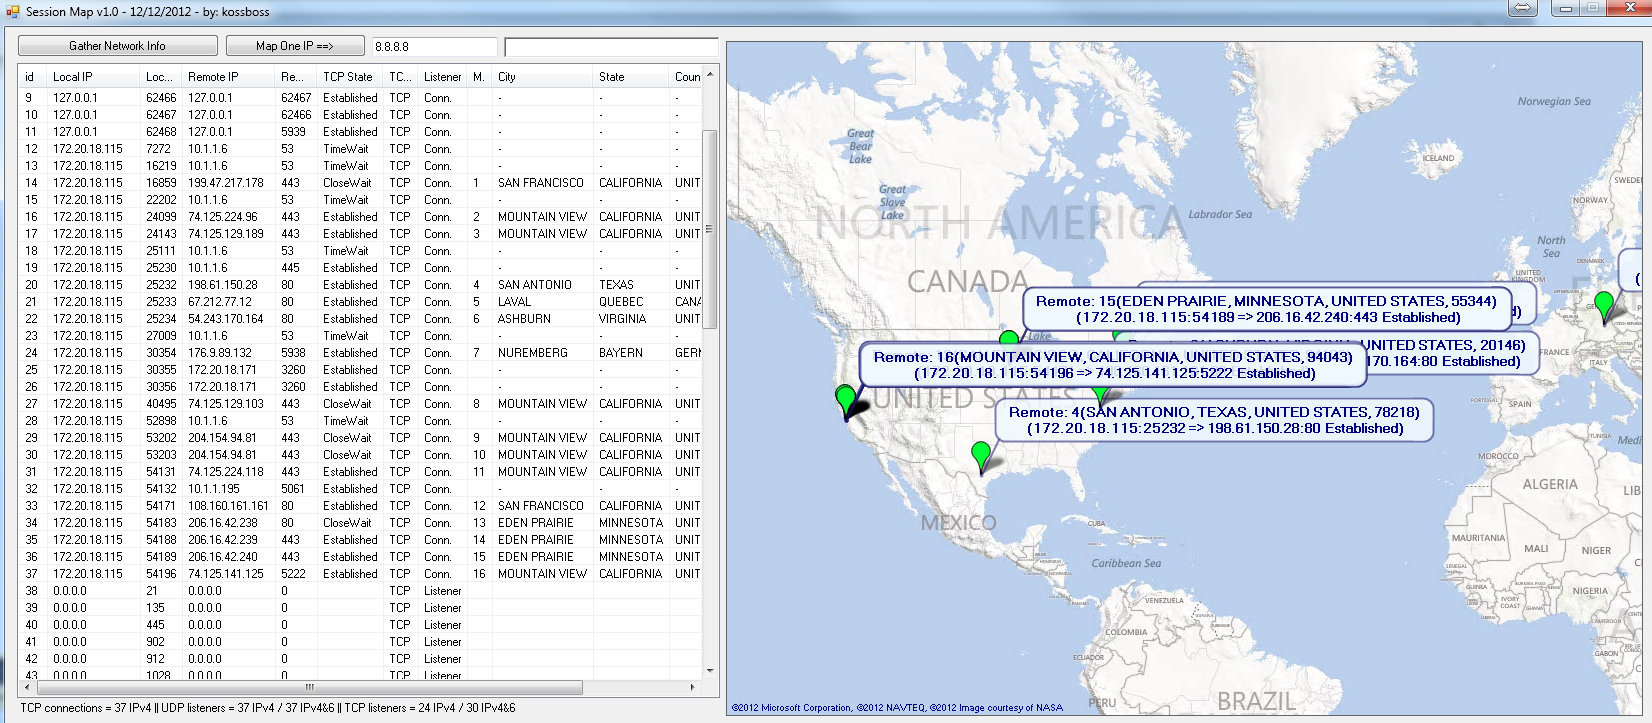 Session Map v1.0 - 12/12/2012 - by: kossboss
Gather Network Info Map One IP ==> 8.8.8.8
id Local IP Loc... Remote IP Re... TCP State TC... Listener M. City State Coun
9 127.0.0.1 62466 127.0.0.1 62467 Established TCP Conn. - - -
10 127.0.0.1 62467 127.0.0.1 62466 Established TCP Conn. - - -
11 127.0.0.1 62468 127.0.0.1 5939 Established TCP Conn. - - -
12 172.20.18.115 7272 10.1.1.6 53 TimeWait TCP Conn. - - -
13 172.20.18.115 16219 10.1.1.6 53 TimeWait TCP Conn. - - -
14 172.20.18.115 16859 199.47.217.178 443 CloseWait TCP Conn. 1 SAN FRANCISCO CALIFORNIA UNIT
15 172.20.18.115 22202 10.1.1.6 53 TimeWait TCP Conn. - - -
16 172.20.18.115 24099 74.125.224.96 443 Established TCP Conn. 2 MOUNTAIN VIEW CALIFORNIA UNIT
17 172.20.18.115 24143 74.125.129.189 443 Established TCP Conn. 3 MOUNTAIN VIEW CALIFORNIA UNIT
18 172.20.18.115 25111 10.1.1.6 53 TimeWait TCP Conn. - - -
19 172.20.18.115 25230 10.1.1.6 445 Established TCP Conn. - - -
20 172.20.18.115 25232 198.61.150.28 80 Established TCP Conn. 4 SAN ANTONIO TEXAS UNIT
21 172.20.18.115 25233 67.212.77.12 80 Established TCP Conn. 5 LAVAL QUEBEC CANA
22 172.20.18.115 25234 54.243.170.164 80 Established TCP Conn. 6 ASHBURN VIRGINIA UNIT
23 172.20.18.115 27009 10.1.1.6 53 TimeWait TCP Conn. - - -
24 172.20.18.115 30354 176.9.89.132 5938 Established TCP Conn. 7 NUREMBERG BAYERN GERM
25 172.20.18.115 30355 172.20.18.171 3260 Established TCP Conn. - - -
26 172.20.18.115 30356 172.20.18.171 3260 Established TCP Conn. - - -
27 172.20.18.115 40495 74.125.129.103 443 CloseWait TCP Conn. 8 MOUNTAIN VIEW CALIFORNIA UNIT
28 172.20.18.115 52898 10.1.1.6 53 TimeWait TCP Conn. - - -
29 172.20.18.115 53202 204.154.94.81 443 CloseWait TCP Conn. 9 MOUNTAIN VIEW CALIFORNIA UNIT
30 172.20.18.115 53203 204.154.94.81 443 CloseWait TCP Conn. 10 MOUNTAIN VIEW CALIFORNIA UNIT
31 172.20.18.115 54131 74.125.224.118 443 Established TCP Conn. 11 MOUNTAIN VIEW CALIFORNIA UNIT
32 172.20.18.115 54132 10.1.1.195 5061 Established TCP Conn. - - -
33 172.20.18.115 54171 108.160.161.161 80 Established TCP Conn. 12 SAN FRANCISCO CALIFORNIA UNIT
34 172.20.18.115 54183 206.16.42.238 80 CloseWait TCP Conn. 13 EDEN PRAIRIE MINNESOTA UNIT
35 172.20.18.115 54188 206.16.42.239 443 Established TCP Conn. 14 EDEN PRAIRIE MINNESOTA UNIT
36 172.20.18.115 54189 206.16.42.240 443 Established TCP Conn. 15 EDEN PRAIRIE MINNESOTA UNIT
37 172.20.18.115 54196 74.125.141.125 5222 Established TCP Conn. 16 MOUNTAIN VIEW CALIFORNIA UNIT
38 0.0.0.0 21 0.0.0.0 0 TCP Listener
39 0.0.0.0 135 0.0.0.0 0 TCP Listener
40 0.0.0.0 445 0.0.0.0 0 TCP Listener
41 0.0.0.0 902 0.0.0.0 0 TCP Listener
42 0.0.0.0 912 0.0.0.0 0 TCP Listener
43 0.0.0.0 1028 0.0.0.0 0 TCP Listener
TCP connections = 37 IPv4 || UDP listeners = 37 IPv4 / 37 IPv4&6 || TCP listeners = 24 IPv4 / 30 IPv4&6
Norwegian Sea
Great Bear Lake
ICELAND
SWEDE
Great Slave Lake
NORWAY
NORTH AMERICA
Labrador Sea
North Sea
DENMARK
UNITED KINGDOM
CANADA
Remote: 15(EDEN PRAIRIE, MINNESOTA, UNITED STATES, 55344)
(172.20.18.115:54189 => 206.16.42.240:443 Established)
UNITED STATES, 20146)
170.164:80 Established)
Remote: 16(MOUNTAIN VIEW, CALIFORNIA, UNITED STATES, 94043)
(172.20.18.115:54196 => 74.125.141.125:5222 Established)
FRANCE
ITALY
UNITED STATES
PORTUGAL
SPAIN
Remote: 4(SAN ANTONIO, TEXAS, UNITED STATES, 78218)
(172.20.18.115:25232 => 198.61.150.28:80 Established)
TUNISIA
Medi
MOROCCO
ALGERIA
LIB
MEXICO
CUBA
MAURITANIA
MALI
NIGER
Caribbean Sea
SENEGAL
NIGERIA
VENEZUELA
COLOMBIA
ECUADOR
GABON
PERU
BRAZIL
©2012 Microsoft Corporation, ©2012 NAVTEQ, ©2012 Image courtesy of NASA